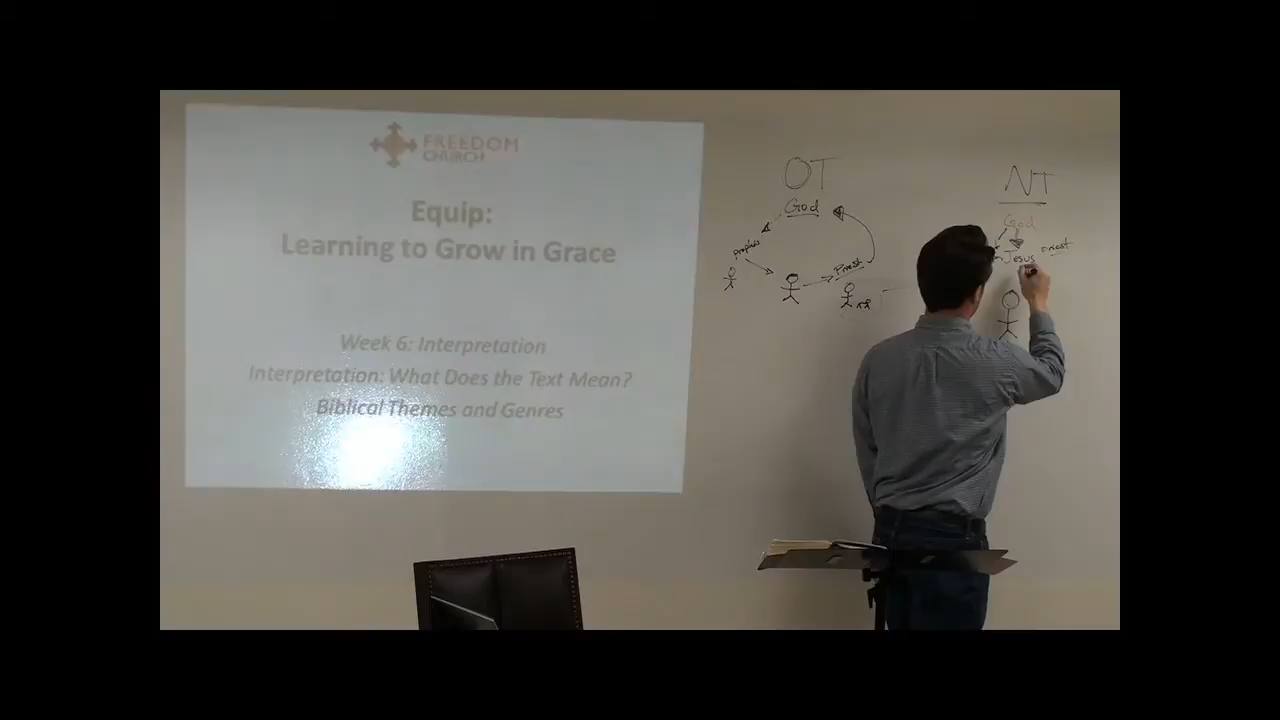 FREEDOM
CHURCH
Equip:
Learning to Grow in Grace
Week 6: Interpretation
Interpretation: What Does the Text Mean?
Biblical Themes and Genres
OT
God
prophets
Priest
NT
God
Jesus
Priest